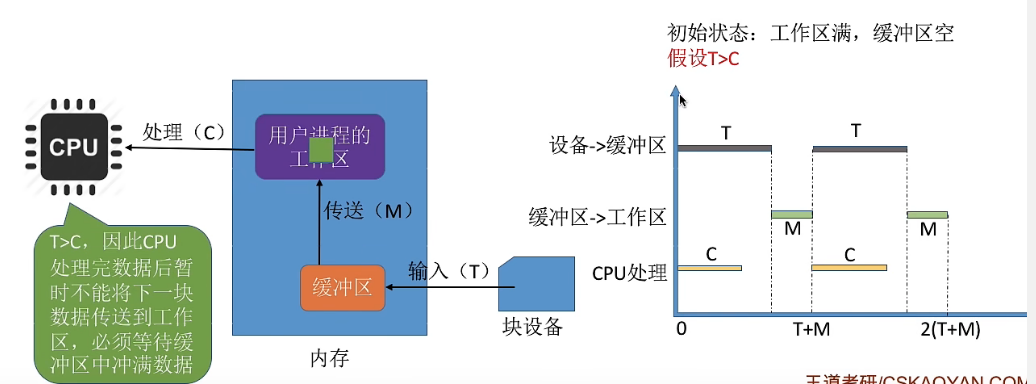 初始状态：工作区满，缓冲区空
假设T>C
CPU
处理（C）
用户进程的
工作区
传送（M）
缓冲区
输入（T）
块设备
内存
T>C，因此CPU
处理完数据后暂
时不能将下一块
数据传送到工作
区，必须等待缓
冲区中冲满数据
设备->缓冲区
T
T
缓冲区->工作区
M
M
CPU处理
C
C
0
T+M
2(T+M)
王道考研/CSKAOYAN.COM